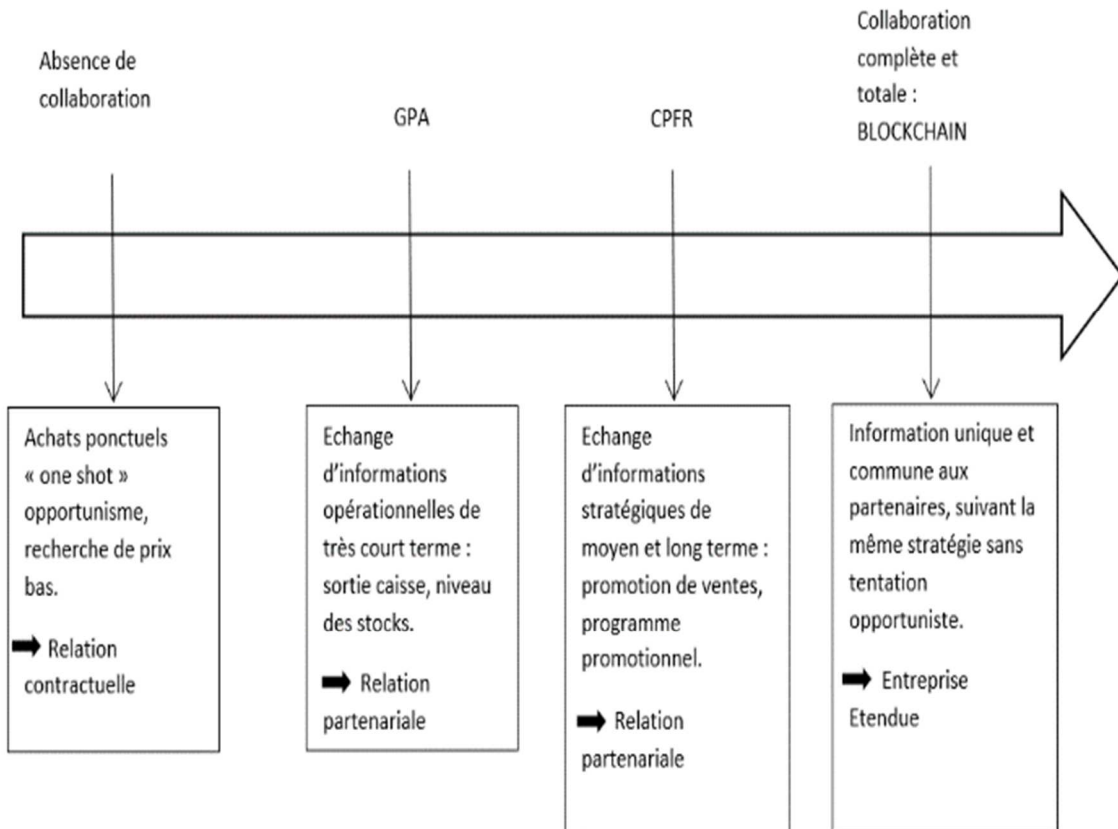 Absence de
collaboration
GPA
CPFR
Collaboration
complète et
totale :
BLOCKCHAIN
Achats ponctuels
« one shot »
opportunisme,
recherche de prix
bas.
Relation
contractuelle
Echange
d'informations
opérationnelles de
très court terme :
sortie caisse, niveau
des stocks.
Relation
partenariale
Echange
d'informations
stratégiques de
moyen et long terme :
promotion de ventes,
programme
promotionnel.
Relation
partenariale
Information unique et
commune aux
partenaires, suivant la
même stratégie sans
tentation
opportuniste.
Entreprise
Etendue